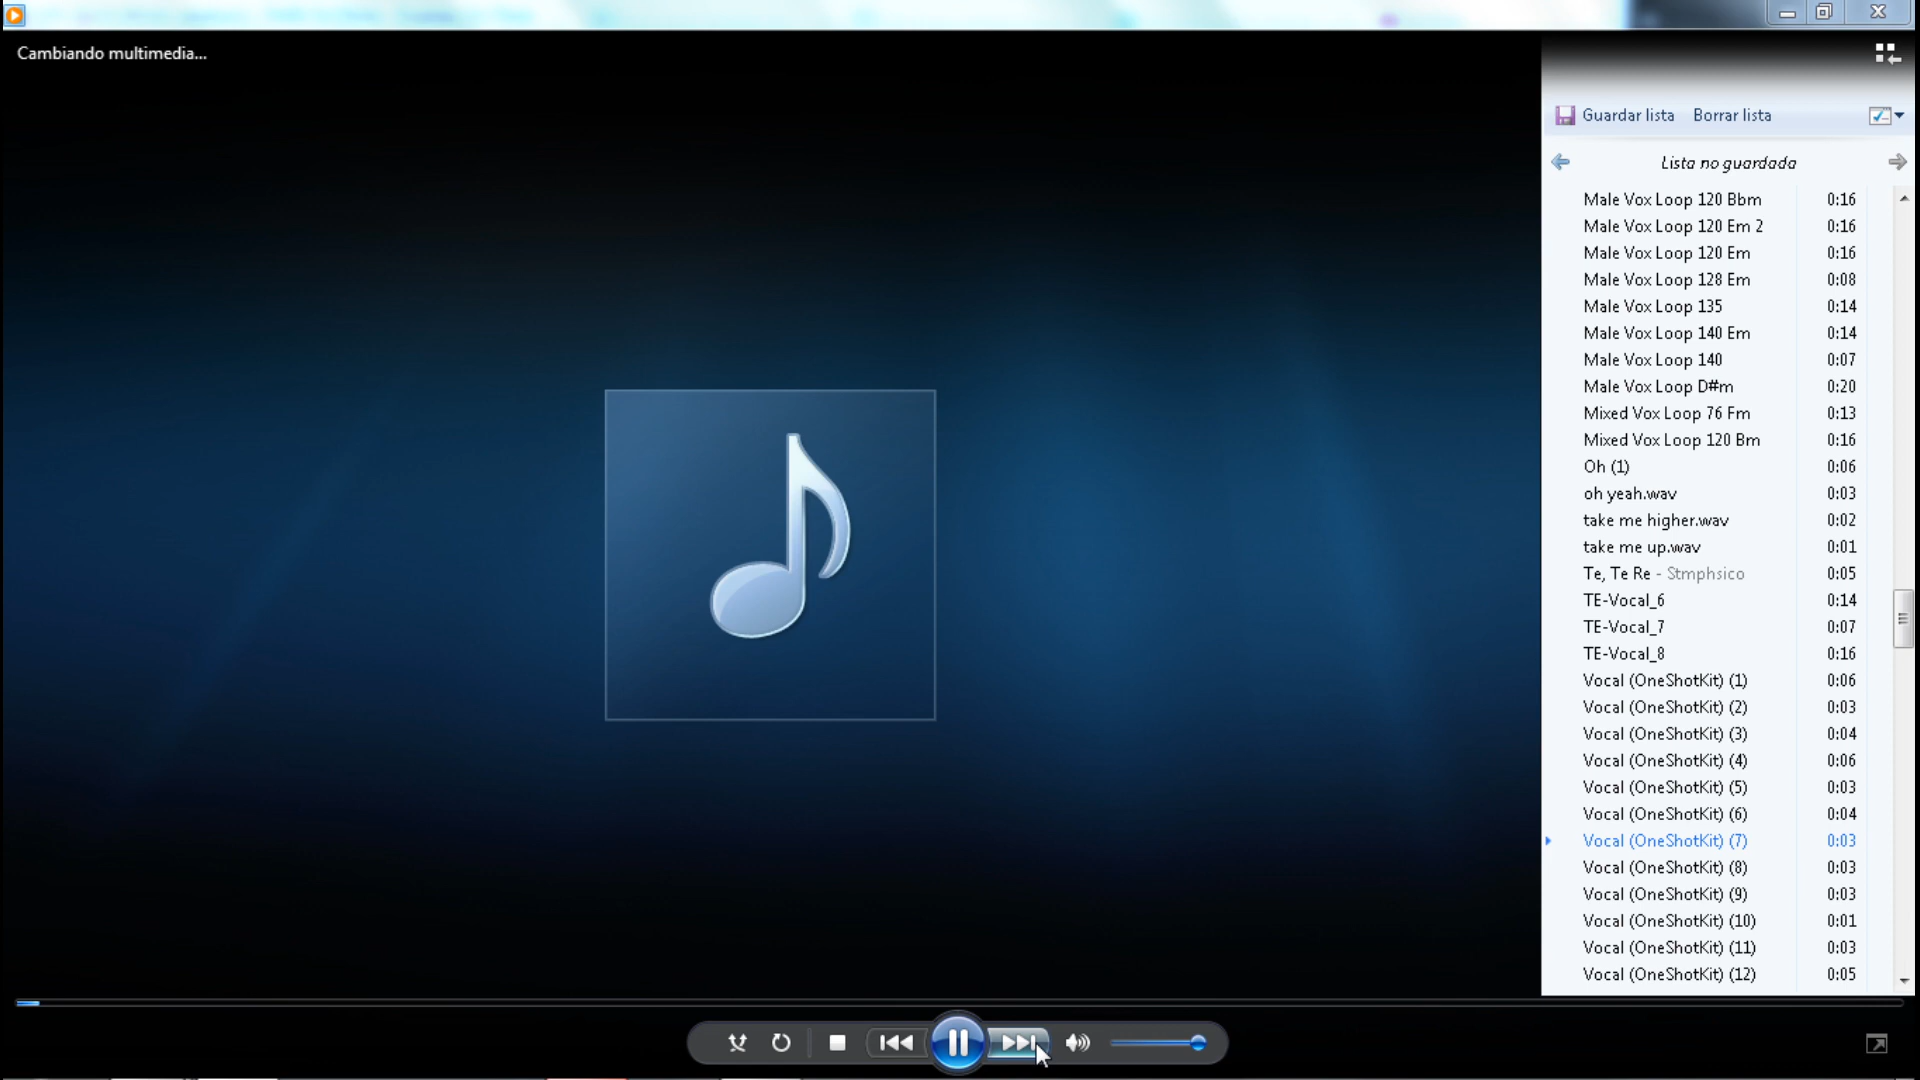 Cambiando multimedia...
Guardar lista Borrar lista
Lista no guardada
Male Vox Loop 120 Bbm 0:16
Male Vox Loop 120 Em 2 0:16
Male Vox Loop 120 Em 0:16
Male Vox Loop 128 Em 0:08
Male Vox Loop 135 0:14
Male Vox Loop 140 Em 0:14
Male Vox Loop 140 0:07
Male Vox Loop D#m 0:20
Mixed Vox Loop 76 Fm 0:13
Mixed Vox Loop 120 Bm 0:16
Oh (1) 0:06
oh yeah.wav 0:03
take me higher.wav 0:02
take me up.wav 0:01
Te, Te Re - Stmphsico 0:05
TE-Vocal_6 0:14
TE-Vocal_7 0:07
TE-Vocal_8 0:16
Vocal (OneShotKit) (1) 0:06
Vocal (OneShotKit) (2) 0:03
Vocal (OneShotKit) (3) 0:04
Vocal (OneShotKit) (4) 0:06
Vocal (OneShotKit) (5) 0:03
Vocal (OneShotKit) (6) 0:04
Vocal (OneShotKit) (7) 0:03
Vocal (OneShotKit) (8) 0:03
Vocal (OneShotKit) (9) 0:03
Vocal (OneShotKit) (10) 0:01
Vocal (OneShotKit) (11) 0:03
Vocal (OneShotKit) (12) 0:05